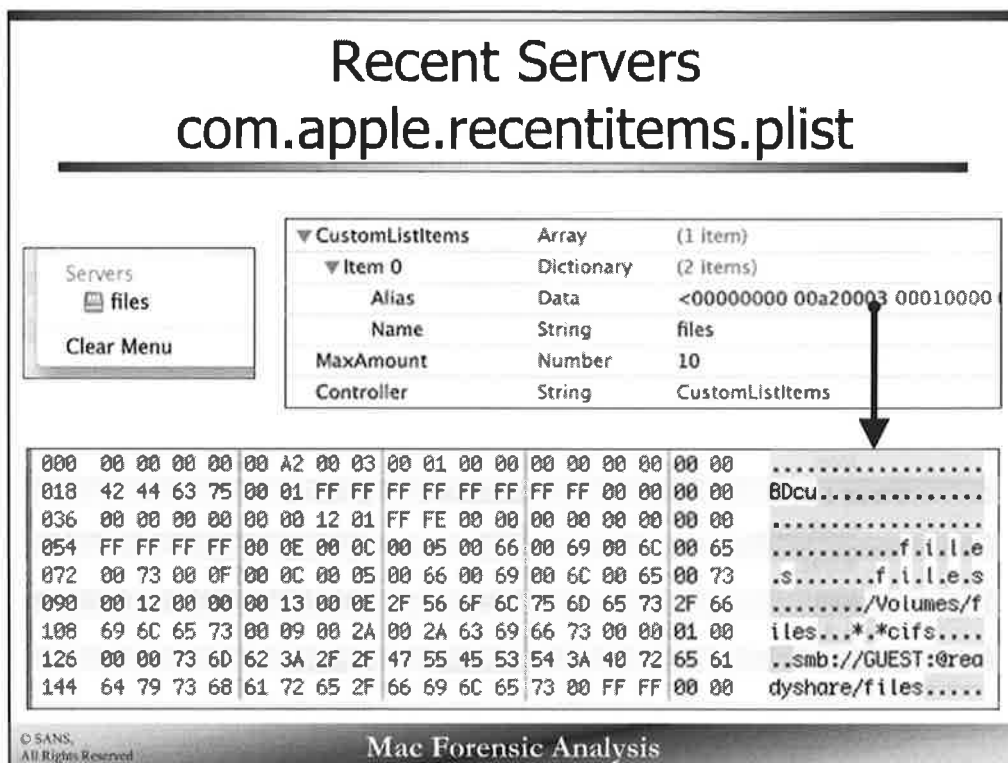 Recent Servers
com.apple.recentitems.plist
Servers
files
Clear Menu
▼ CustomListItems Array (1 item)
▼ Item 0 Dictionary (2 items)
Alias Data <00000000 00a20003 00010000
Name String files
MaxAmount Number 10
Controller String CustomListItems
000 00 00 00 00 00 A2 00 03 00 01 00 00 00 00 00 00 00 00 ..................
018 42 44 63 75 00 01 FF FF FF FF FF FF FF FF 00 00 00 00 BDcu..............
036 00 00 00 00 00 00 12 01 FF FE 00 00 00 00 00 00 00 00 ..................
054 FF FF FF FF 00 0E 00 0C 00 05 00 66 00 69 00 6C 00 65 ...........f.i.l.e
072 00 73 00 0F 00 0C 00 05 00 66 00 69 00 6C 00 65 00 73 .s.......f.i.l.e.s
090 00 12 00 00 00 13 00 0E 2F 56 6F 6C 75 6D 65 73 2F 66 ......../Volumes/f
108 69 6C 65 73 00 09 00 2A 00 2A 63 69 66 73 00 00 01 00 iles...*.*cifs....
126 00 00 73 6D 62 3A 2F 2F 47 55 45 53 54 3A 40 72 65 61 ..smb://GUEST:@rea
144 64 79 73 68 61 72 65 2F 66 69 6C 65 73 00 FF FF 00 00 dyshare/files.....
© SANS,
All Rights Reserved
Mac Forensic Analysis